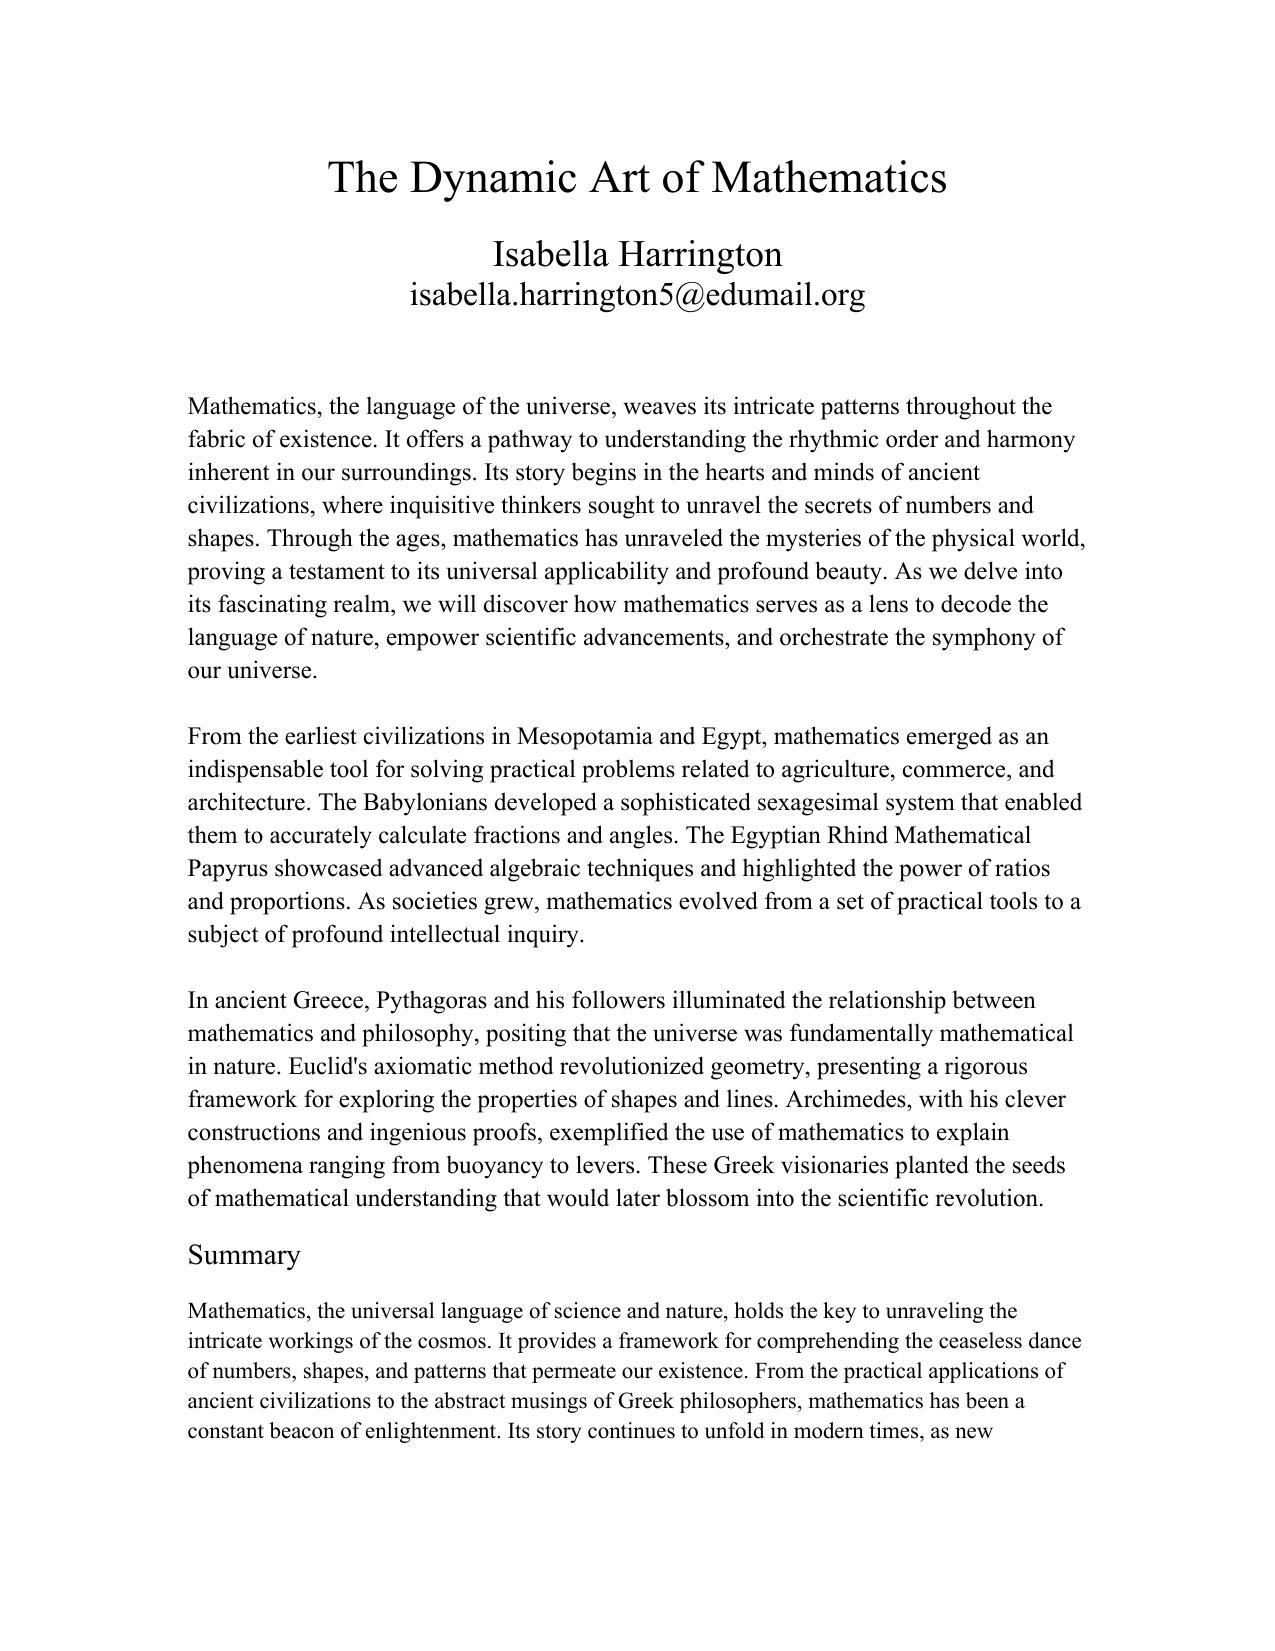 The Dynamic Art of Mathematics
Isabella Harrington
isabella.harrington5@edumail.org
Mathematics, the language of the universe, weaves its intricate patterns throughout the
fabric of existence. It offers a pathway to understanding the rhythmic order and harmony
inherent in our surroundings. Its story begins in the hearts and minds of ancient
civilizations, where inquisitive thinkers sought to unravel the secrets of numbers and
shapes. Through the ages, mathematics has unraveled the mysteries of the physical world,
proving a testament to its universal applicability and profound beauty. As we delve into
its fascinating realm, we will discover how mathematics serves as a lens to decode the
language of nature, empower scientific advancements, and orchestrate the symphony of
our universe.
From the earliest civilizations in Mesopotamia and Egypt, mathematics emerged as an
indispensable tool for solving practical problems related to agriculture, commerce, and
architecture. The Babylonians developed a sophisticated sexagesimal system that enabled
them to accurately calculate fractions and angles. The Egyptian Rhind Mathematical
Papyrus showcased advanced algebraic techniques and highlighted the power of ratios
and proportions. As societies grew, mathematics evolved from a set of practical tools to a
subject of profound intellectual inquiry.
In ancient Greece, Pythagoras and his followers illuminated the relationship between
mathematics and philosophy, positing that the universe was fundamentally mathematical
in nature. Euclid's axiomatic method revolutionized geometry, presenting a rigorous
framework for exploring the properties of shapes and lines. Archimedes, with his clever
constructions and ingenious proofs, exemplified the use of mathematics to explain
phenomena ranging from buoyancy to levers. These Greek visionaries planted the seeds
of mathematical understanding that would later blossom into the scientific revolution.
Summary
Mathematics, the universal language of science and nature, holds the key to unraveling the
intricate workings of the cosmos. It provides a framework for comprehending the ceaseless dance
of numbers, shapes, and patterns that permeate our existence. From the practical applications of
ancient civilizations to the abstract musings of Greek philosophers, mathematics has been a
constant beacon of enlightenment. Its story continues to unfold in modern times, as new